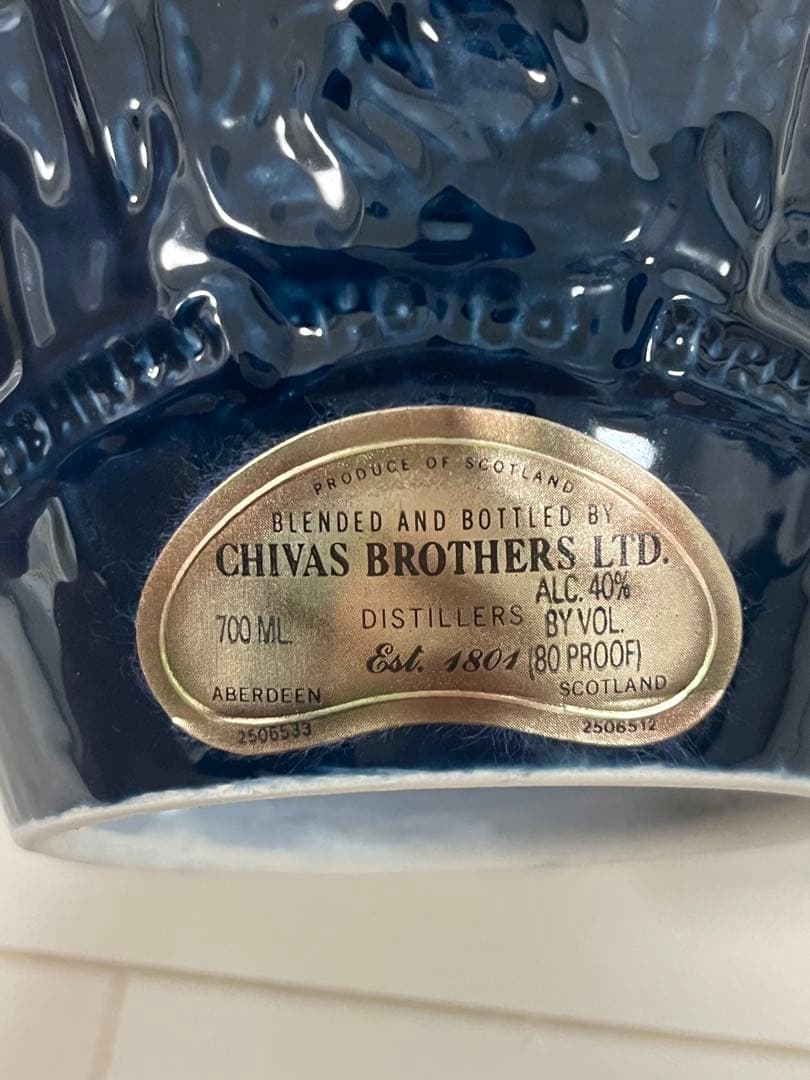 PRODUCE OF SCOTLAND
BLENDED AND BOTTLED BY
CHIVAS BROTHERS LTD.
700 ML.
DISTILLERS
ALC. 40%
BY VOL.
Est. 1801
(80 PROOF)
ABERDEEN
SCOTLAND
2506533
2506512